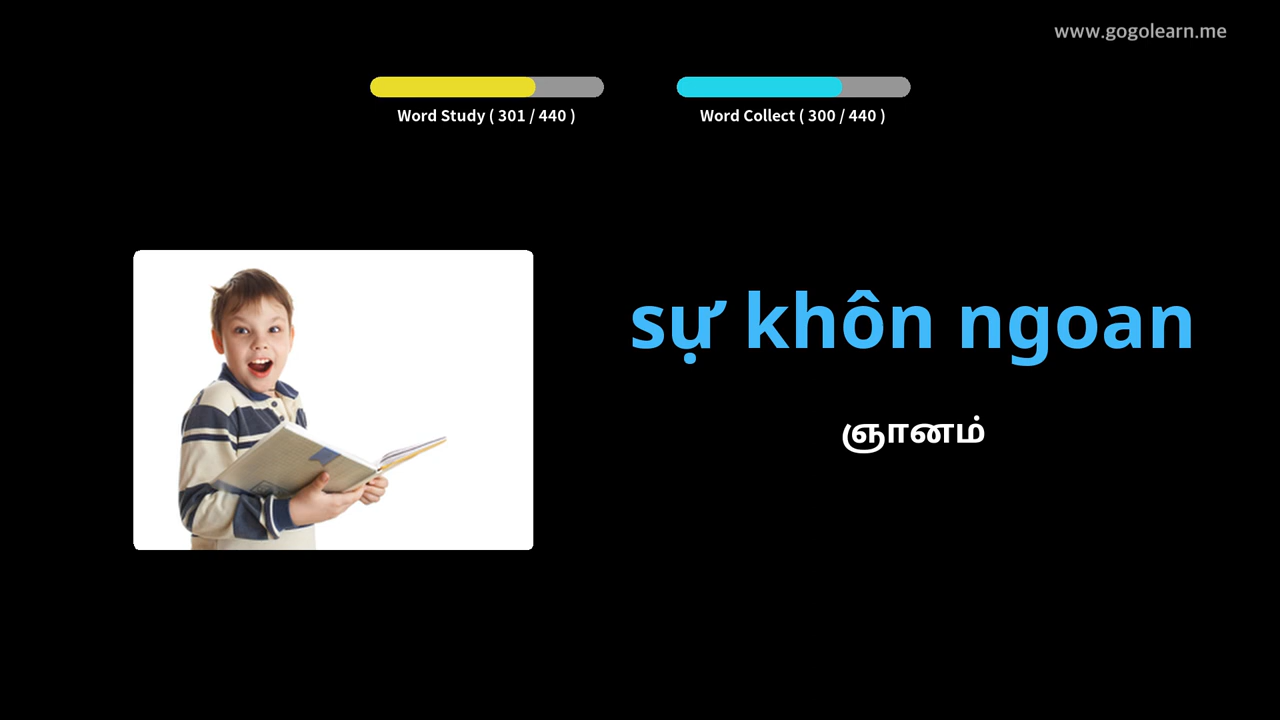 www.gogolearn.me
Word Study ( 301 / 440 )
Word Collect ( 300 / 440 )
sự khôn ngoan
ஞானம்